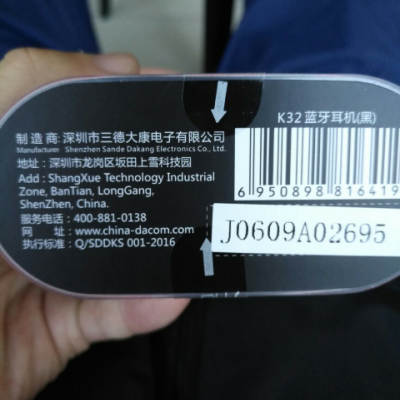 K32 蓝牙耳机(黑)
制 造 商: 深圳市三德大康电子有限公司
Manufacturer Shenzhen Sande Dakang Electronics Co., Ltd.
地址: 深圳市龙岗区坂田上雪科技园
Add : ShangXue Technology Industrial
Zone, BanTian, LongGang,
ShenZhen, China.
服务电话: 400-881-0138
网 址: www.china-dacom.com
执行标准: Q/SDDKS 001-2016
6 950898 816419
J0609A02695